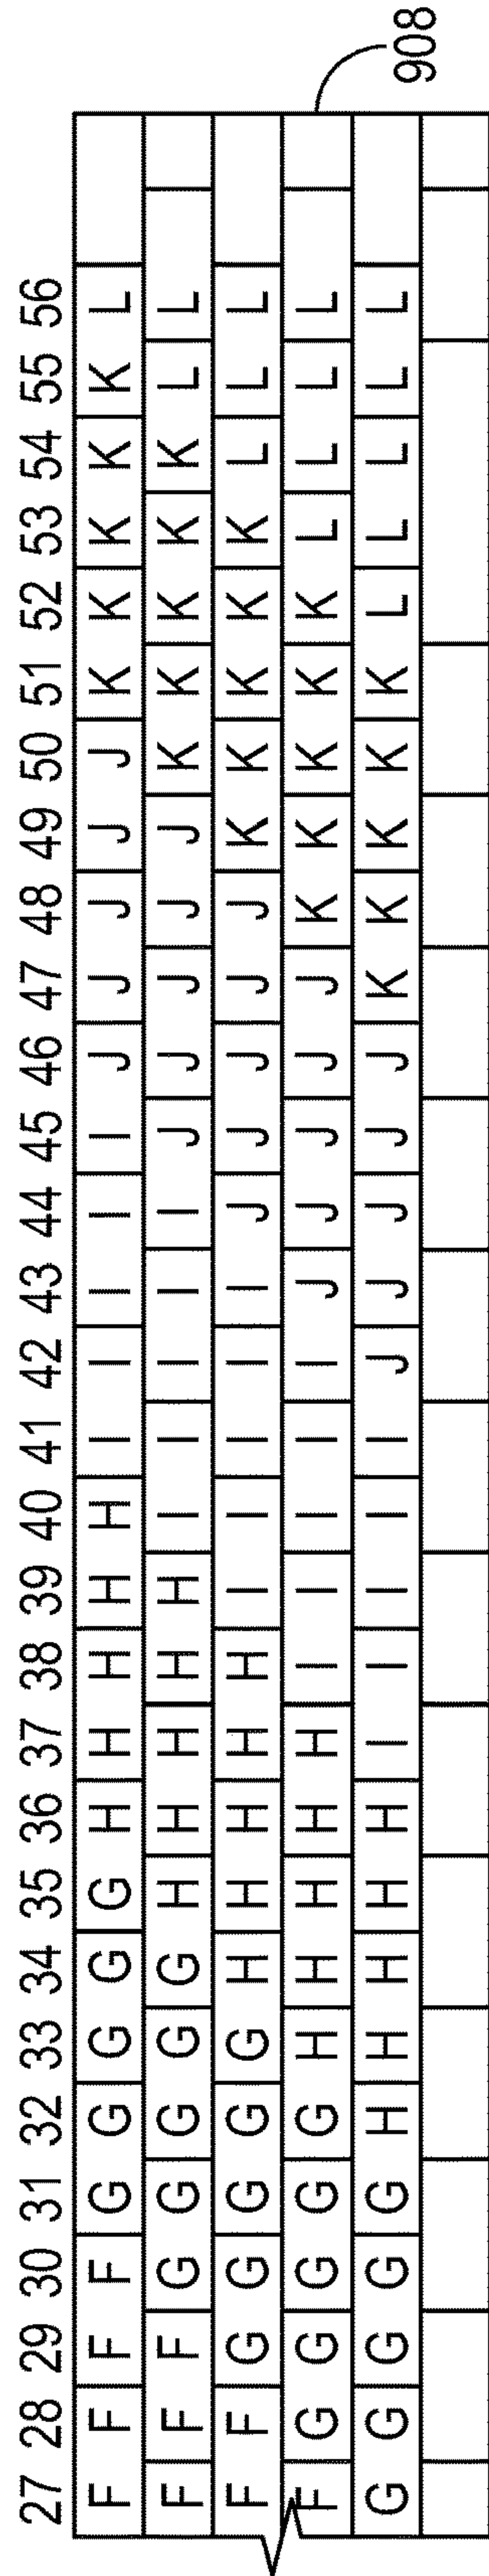 27 28 29 30 31 32 33 34 35 36 37 38 39 40 41 42 43 44 45 46 47 48 49 50 51 52 53 54 55 56
F F F F G G G G G H H H H H I I I I I J J J J J K K K K K L
F F F G G G G G H H H H H I I I I I J J J J J K K K K K L L
F F G G G G G H H H H H I I I I I J J J J J K K K K K L L L
F G G G G G H H H H H I I I I I J J J J J K K K K K L L L L
G G G G G H H H H H I I I I I J J J J J K K K K K L L L L L
908